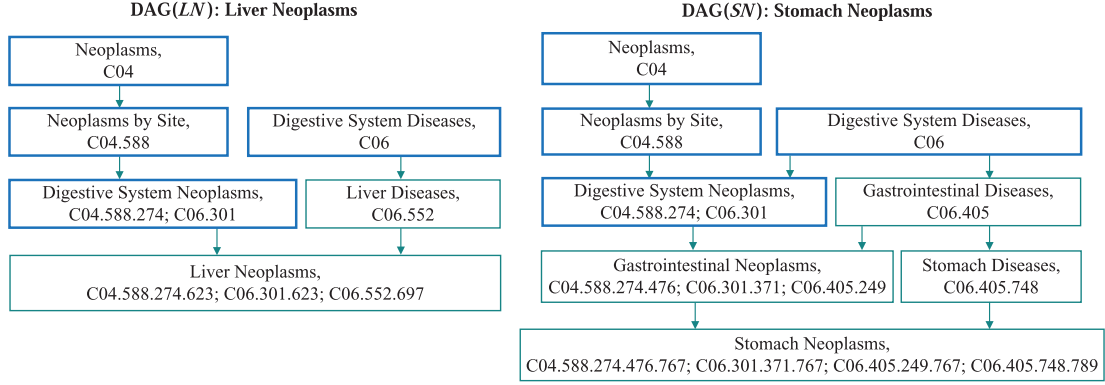 DAG(LN): Liver Neoplasms
Neoplasms,
C04
Neoplasms by Site,
C04.588
Digestive System Diseases,
C06
Digestive System Neoplasms,
C04.588.274; C06.301
Liver Diseases,
C06.552
Liver Neoplasms,
C04.588.274.623; C06.301.623; C06.552.697
DAG(SN): Stomach Neoplasms
Neoplasms,
C04
Neoplasms by Site,
C04.588
Digestive System Diseases,
C06
Digestive System Neoplasms,
C04.588.274; C06.301
Gastrointestinal Diseases,
C06.405
Gastrointestinal Neoplasms,
C04.588.274.476; C06.301.371; C06.405.249
Stomach Diseases,
C06.405.748
Stomach Neoplasms,
C04.588.274.476.767; C06.301.371.767; C06.405.249.767; C06.405.748.789